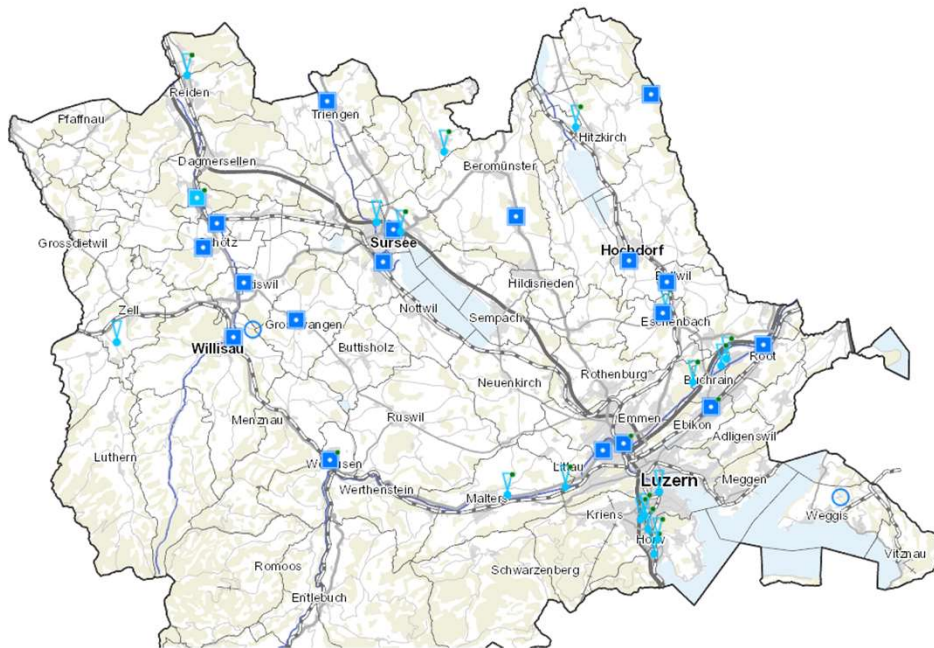 Reiden
Pfaffnau
Triengen
Hitzkirch
Dagmersellen
Beromünster
Grossdietwil
Sursee
Hochdorf
Hildisrieden
Nottwil
Zell
Sempach
Eschenbach
Willisau
Buttisholz
Root
Rothenburg
Buchrain
Neuenkirch
Menznau
Ruswil
Emmen
Ebikon
Adligenswil
Luthern
Littau
Werthenstein
Malters
Luzern
Meggen
Kriens
Weggis
Horw
Vitznau
Romoos
Schwarzenberg
Entlebuch